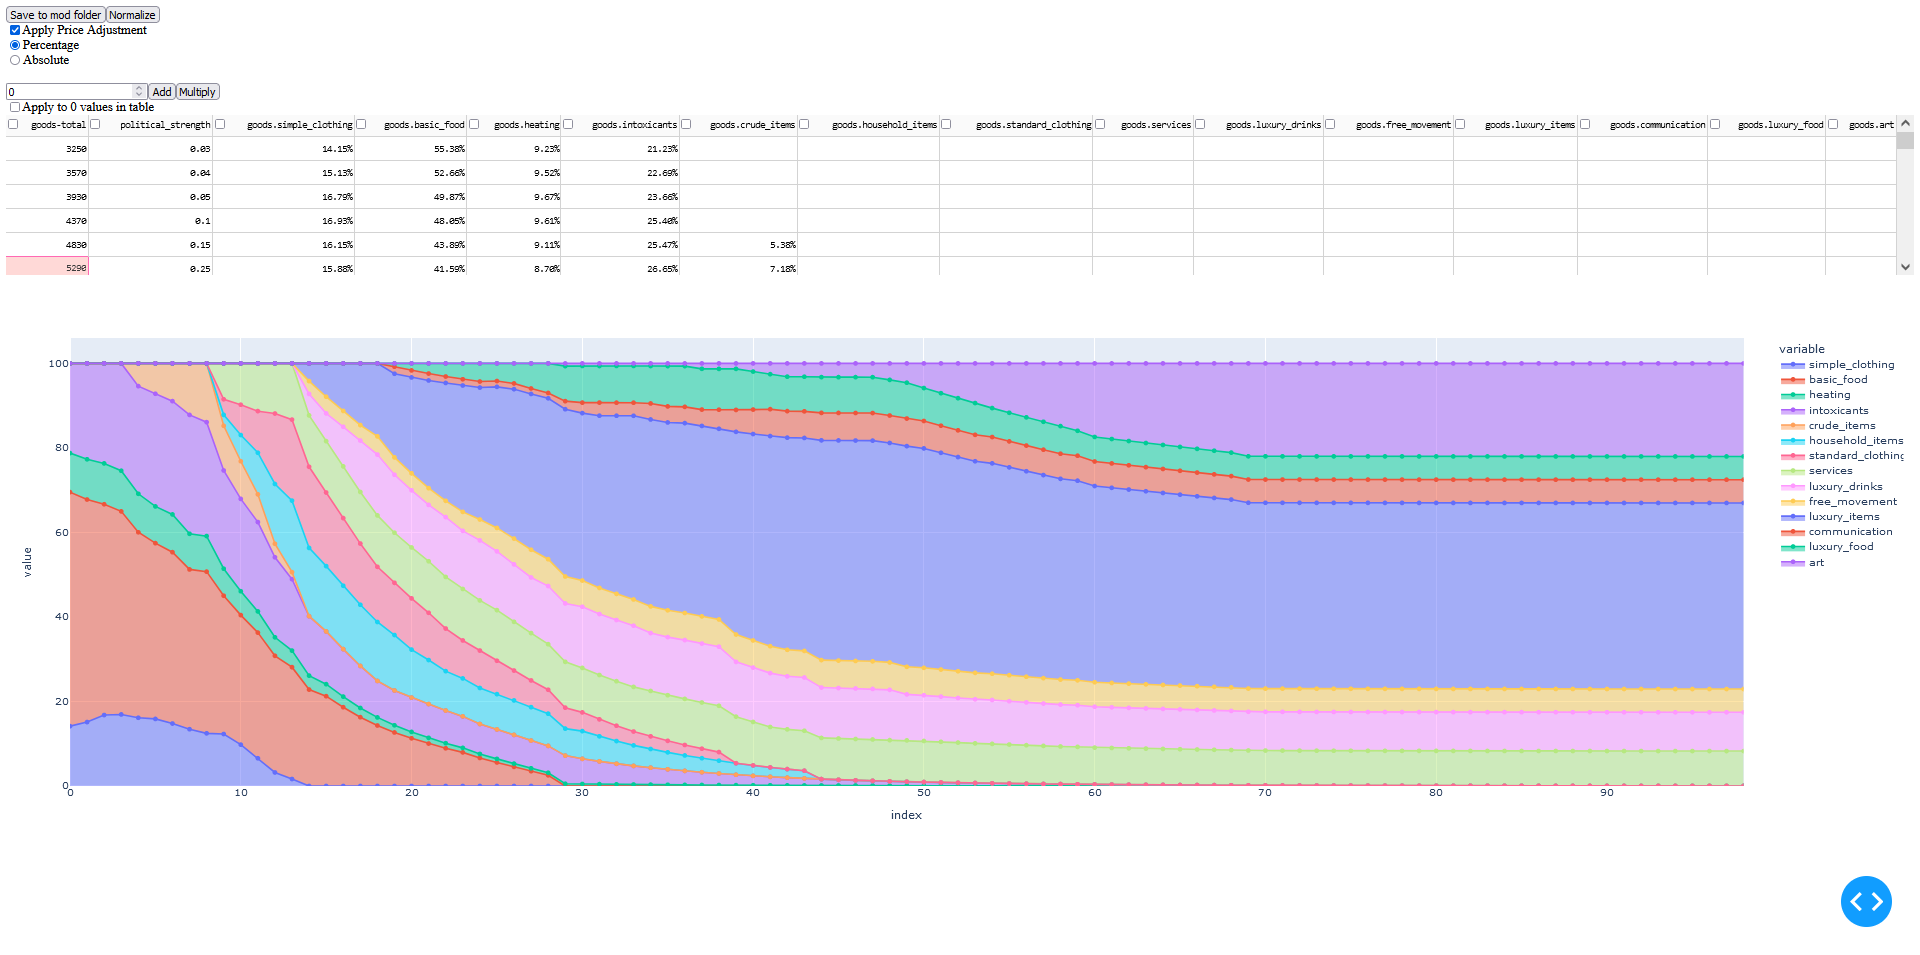 Save to mod folder Normalize
Apply Price Adjustment
Percentage
Absolute
0 Add Multiply
Apply to 0 values in table
goods-total political_strength goods.simple_clothing goods.basic_food goods.heating goods.intoxicants goods.crude_items goods.household_items goods.standard_clothing goods.services goods.luxury_drinks goods.free_movement goods.luxury_items goods.communication goods.luxury_food goods.art
3250 0.03 14.15% 55.38% 9.23% 21.23%
3570 0.04 15.13% 52.66% 9.52% 22.69%
3930 0.05 16.79% 49.87% 9.67% 23.66%
4370 0.1 16.93% 48.05% 9.61% 25.40%
4830 0.15 16.15% 43.89% 9.11% 25.47% 5.38%
5290 0.25 15.88% 41.59% 8.70% 26.65% 7.18%
variable
simple_clothing
basic_food
heating
intoxicants
crude_items
household_items
standard_clothing
services
luxury_drinks
free_movement
luxury_items
communication
luxury_food
art
100
80
60
40
20
0
value
0 10 20 30 40 50 60 70 80 90
index